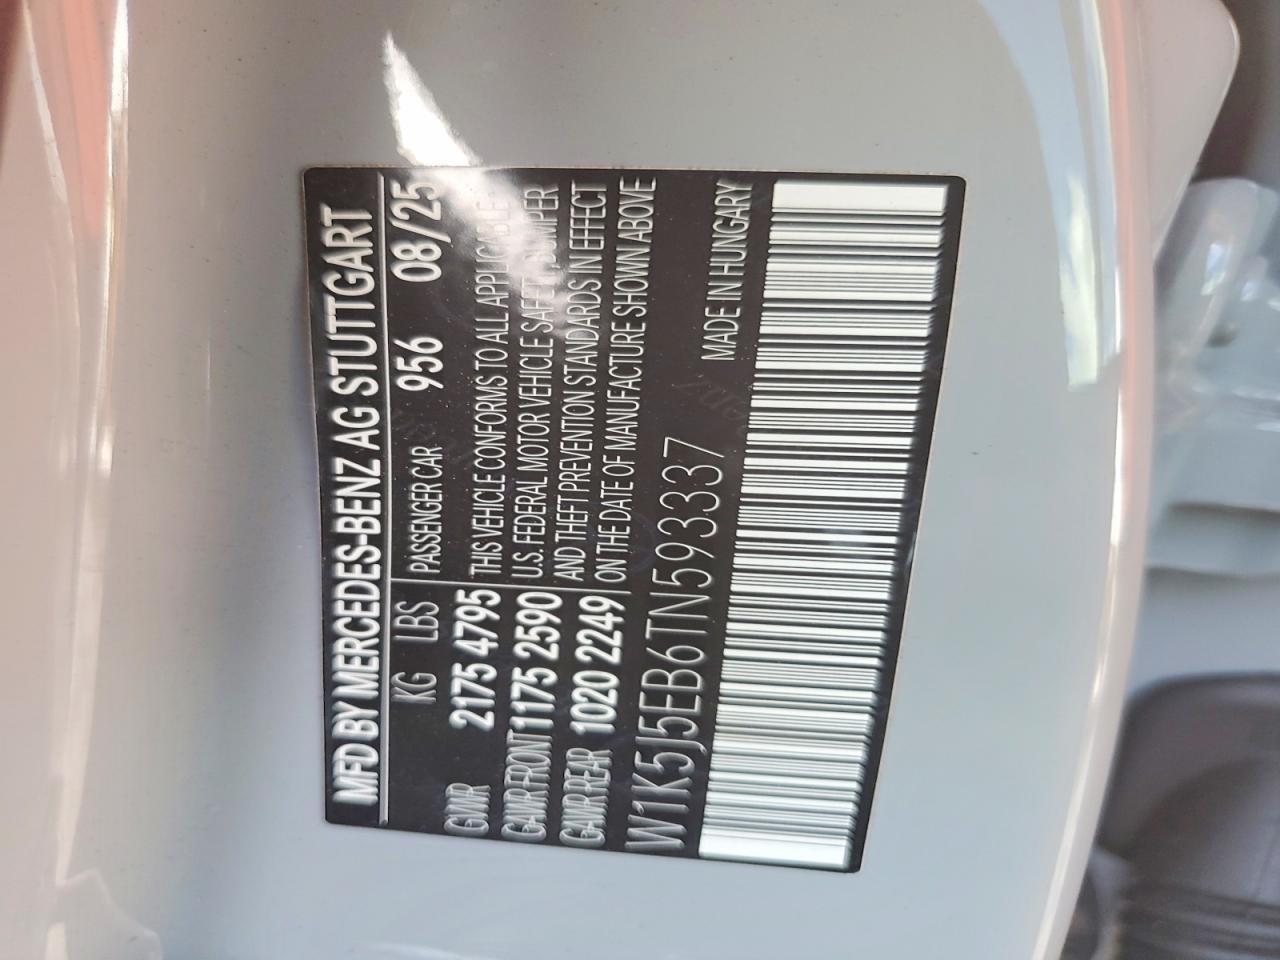 MFD BY MERCEDES-BENZ AG STUTTGART
KG LBS PASSENGER CAR 956 08/25
GVWR 2175 4795 THIS VEHICLE CONFORMS TO ALL APPLICABLE
GAWR FRONT 1175 2590 U.S. FEDERAL MOTOR VEHICLE SAFETY, BUMPER
GAWR REAR 1020 2249 AND THEFT PREVENTION STANDARDS IN EFFECT
ON THE DATE OF MANUFACTURE SHOWN ABOVE
W1K5J5EB6TN593337 MADE IN HUNGARY